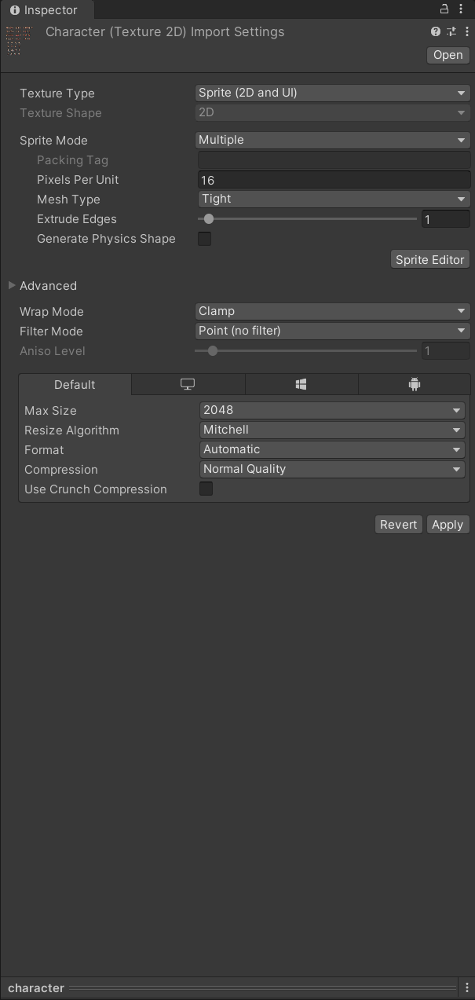 Inspector
Character (Texture 2D) Import Settings
Open
Texture Type Sprite (2D and UI)
Texture Shape 2D
Sprite Mode Multiple
Packing Tag
Pixels Per Unit 16
Mesh Type Tight
Extrude Edges 1
Generate Physics Shape
Sprite Editor
Advanced
Wrap Mode Clamp
Filter Mode Point (no filter)
Aniso Level 1
Default
Max Size 2048
Resize Algorithm Mitchell
Format Automatic
Compression Normal Quality
Use Crunch Compression
Revert Apply
character